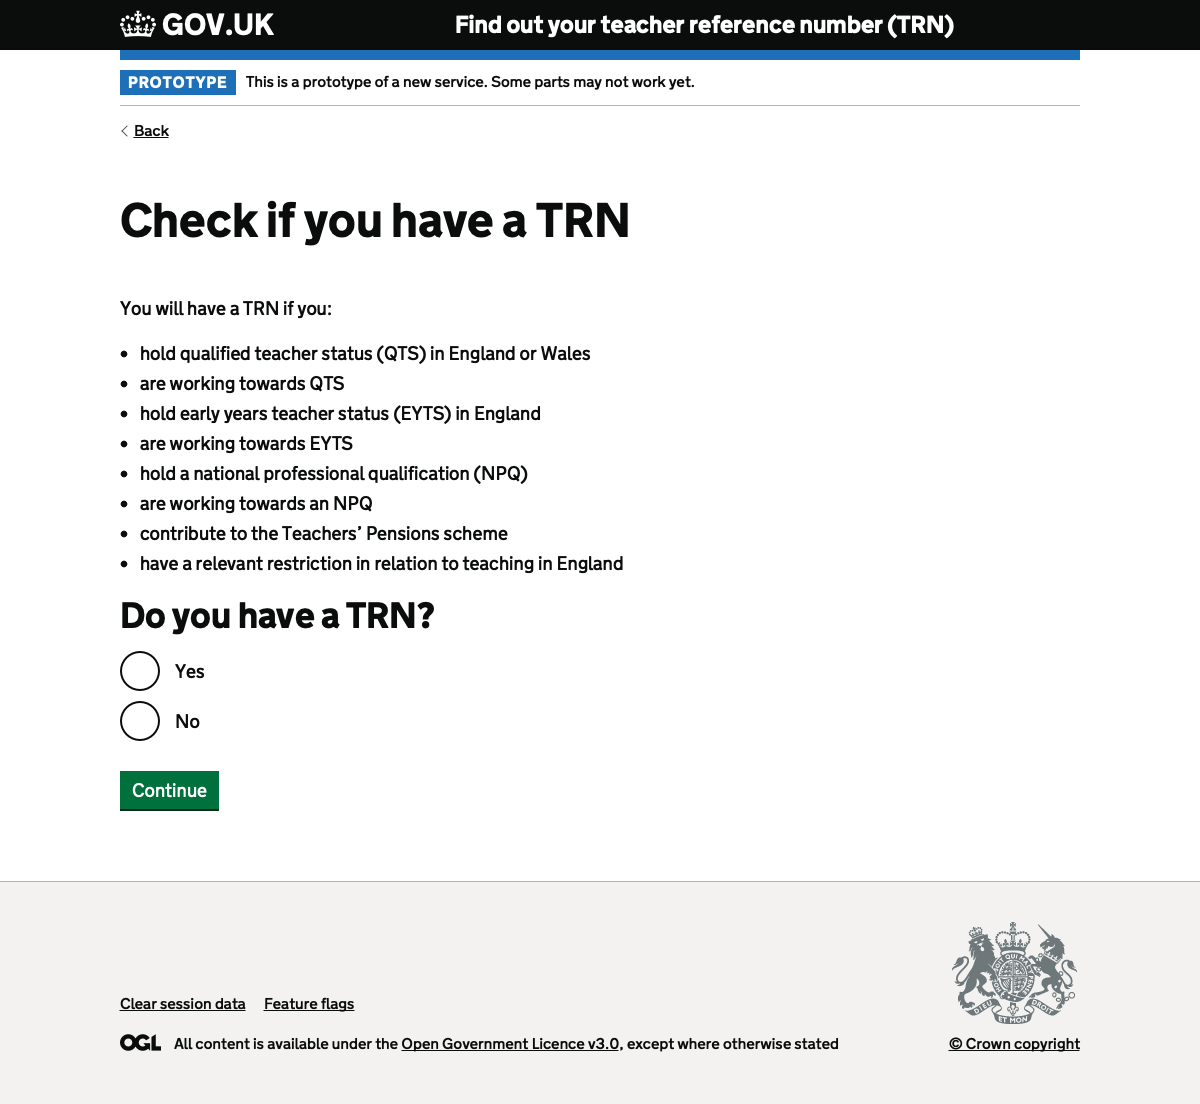 GOV.UK
Find out your teacher reference number (TRN)
PROTOTYPE This is a prototype of a new service. Some parts may not work yet.
Back
Check if you have a TRN
You will have a TRN if you:
• hold qualified teacher status (QTS) in England or Wales
• are working towards QTS
• hold early years teacher status (EYTS) in England
• are working towards EYTS
• hold a national professional qualification (NPQ)
• are working towards an NPQ
• contribute to the Teachers’ Pensions scheme
• have a relevant restriction in relation to teaching in England
Do you have a TRN?
Yes
No
Continue
DIEU ET MON DROIT
Clear session data Feature flags
OGL All content is available under the Open Government Licence v3.0, except where otherwise stated
© Crown copyright